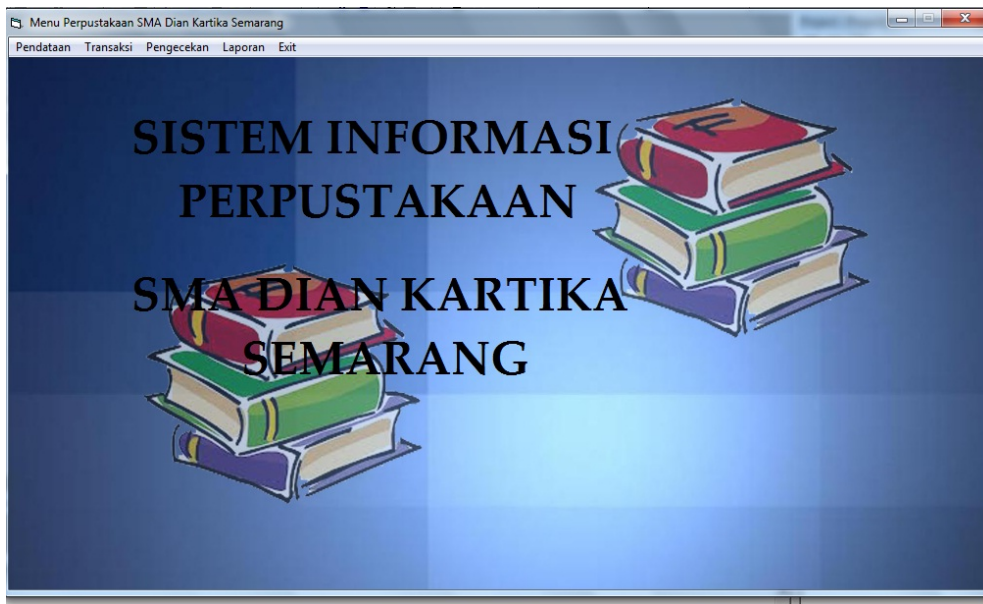 Menu Perpustakaan SMA Dian Kartika Semarang
Pendataan Transaksi Pengecekan Laporan Exit
SISTEM INFORMASI
PERPUSTAKAAN
SMA DIAN KARTIKA
SEMARANG